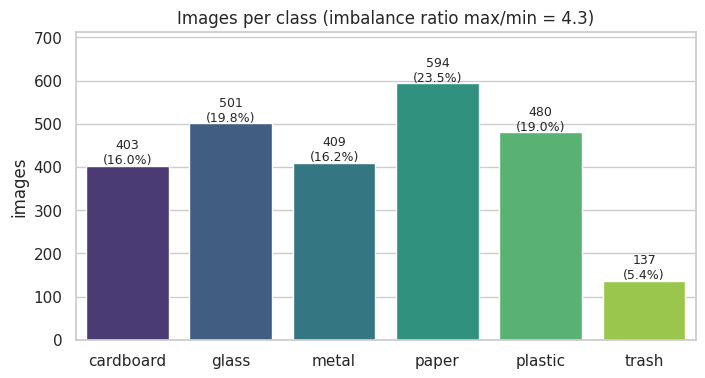 Images per class (imbalance ratio max/min = 4.3)
images
700
600
500
400
300
200
100
0
403
(16.0%)
501
(19.8%)
409
(16.2%)
594
(23.5%)
480
(19.0%)
137
(5.4%)
cardboard
glass
metal
paper
plastic
trash